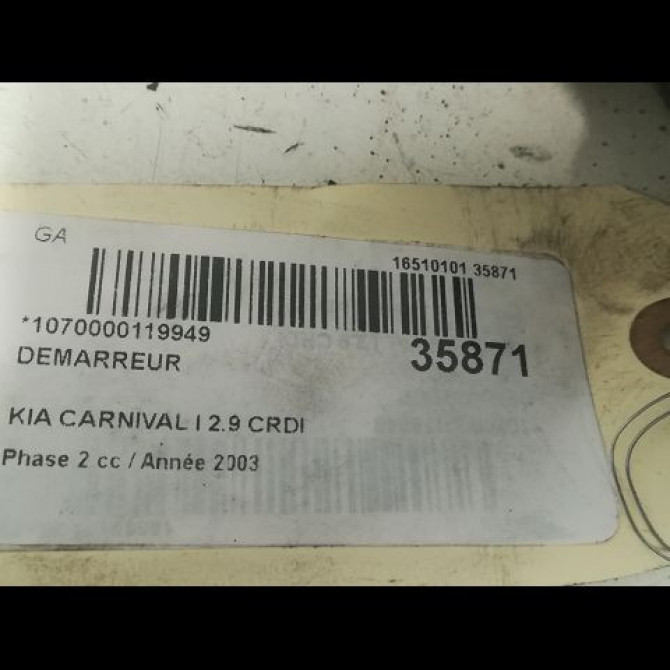 GA
16510101 35871
*1070000119949
35871
DEMARREUR
KIA CARNIVAL I 2.9 CRDI
Phase 2 cc / Année 2003